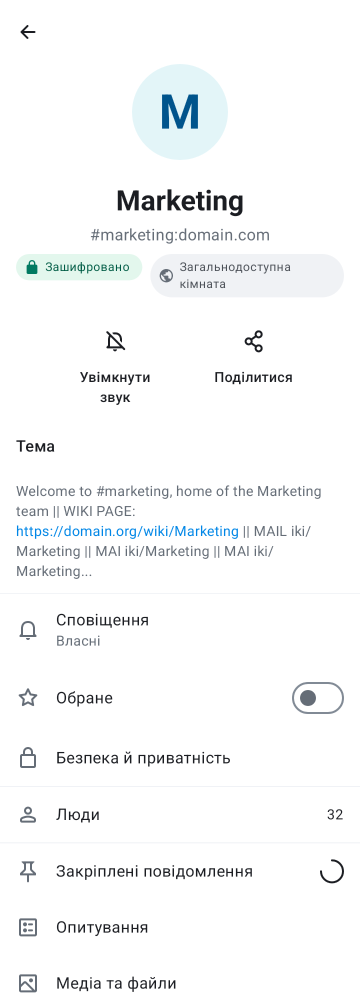 M
Marketing
#marketing:domain.com
Зашифровано
Загальнодоступна
кімната
Увімкнути
звук
Поділитися
Тема
Welcome to #marketing, home of the Marketing
team || WIKI PAGE:
https://domain.org/wiki/Marketing || MAIL iki/
Marketing || MAI iki/Marketing || MAI iki/
Marketing...
Сповіщення
Власні
Обране
Безпека й приватність
Люди 32
Закріплені повідомлення
Опитування
Медіа та файли